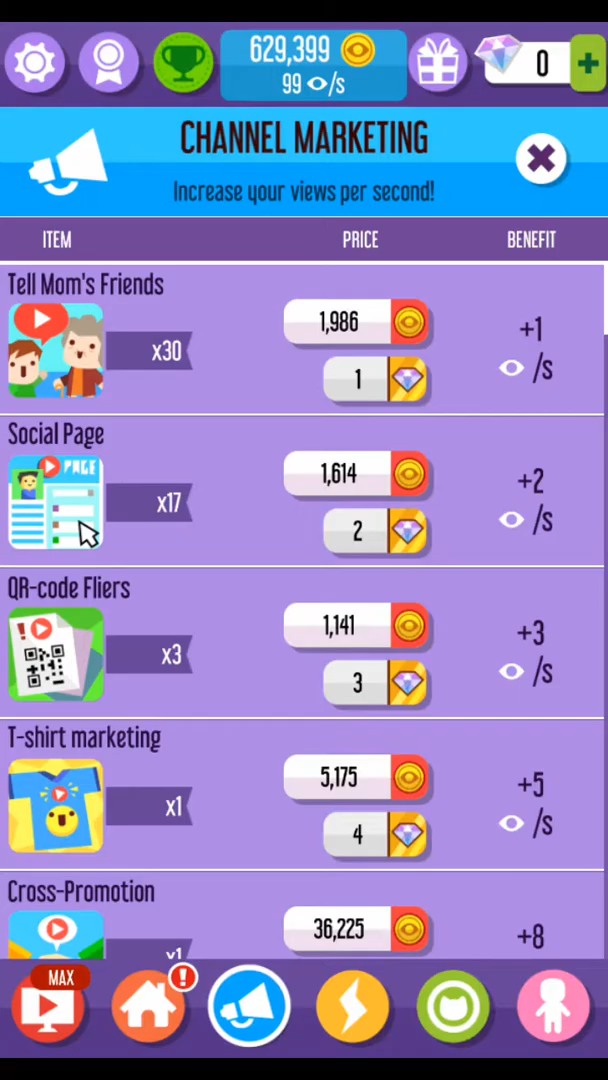 629,399
99 /s
0
CHANNEL MARKETING
Increase your views per second!
ITEM PRICE BENEFIT
Tell Mom's Friends
x30
1,986
1
+1
/s
Social Page
PAGE
x17
1,614
2
+2
/s
QR-code Fliers
!
x3
1,141
3
+3
/s
T-shirt marketing
x1
5,175
4
+5
/s
Cross-Promotion
x1
36,225
+8
MAX
!